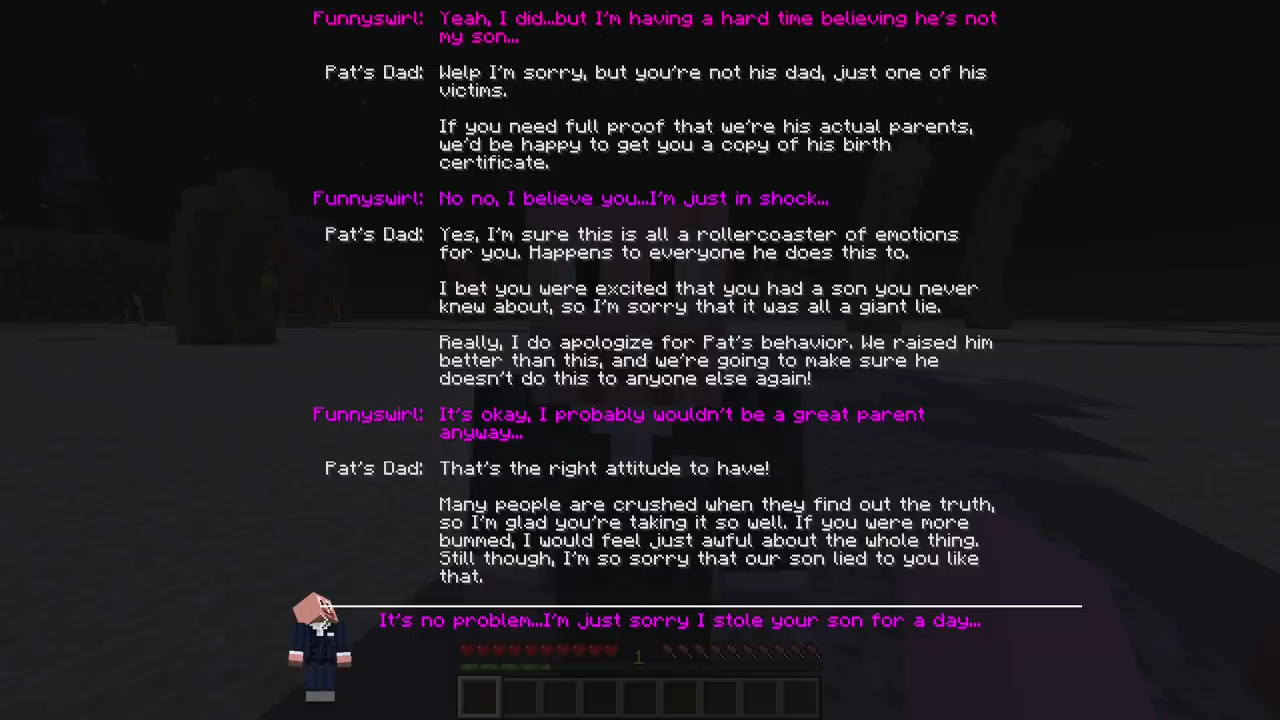 Funnyswirl: Yeah, I did...but I'm having a hard time believing he's not
my son...
Pat's Dad: Welp I'm sorry, but you're not his dad, just one of his
victims.
If you need full proof that we're his actual parents,
we'd be happy to get you a copy of his birth
certificate.
Funnyswirl: No no, I believe you...I'm just in shock...
Pat's Dad: Yes, I'm sure this is all a rollercoaster of emotions
for you. Happens to everyone he does this to.
I bet you were excited that you had a son you never
knew about, so I'm sorry that it was all a giant lie.
Really, I do apologize for Pat's behavior. We raised him
better than this, and we're going to make sure he
doesn't do this to anyone else again!
Funnyswirl: It's okay, I probably wouldn't be a great parent
anyway...
Pat's Dad: That's the right attitude to have!
Many people are crushed when they find out the truth,
so I'm glad you're taking it so well. If you were more
bummed, I would feel just awful about the whole thing.
Still though, I'm so sorry that our son lied to you like
that.
It's no problem...I'm just sorry I stole your son for a day...
1